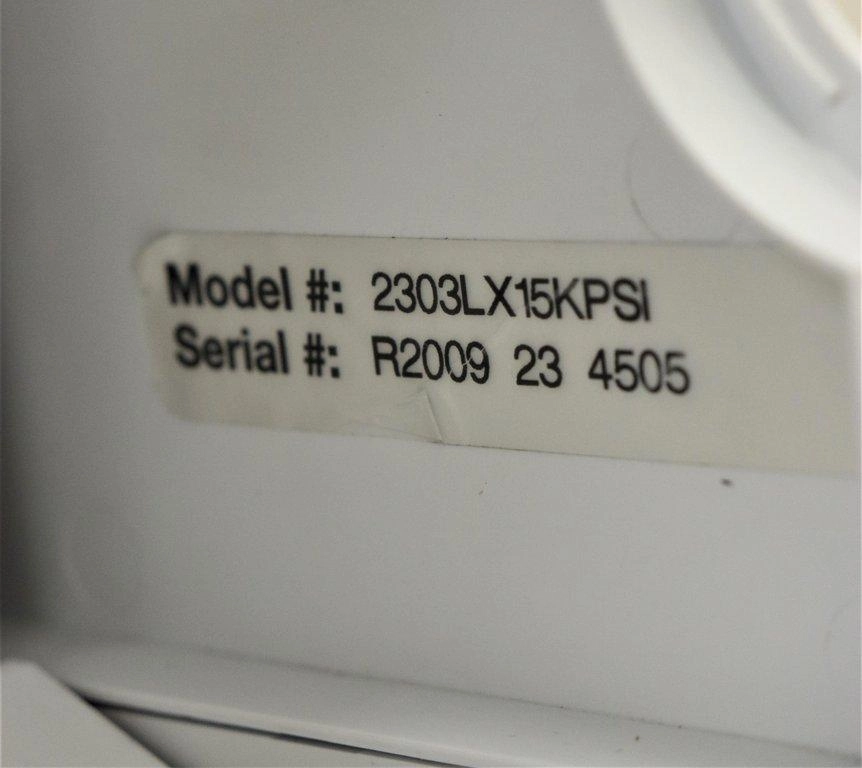 Model #: 2303LX15KPSI
Serial #: R2009 23 4505